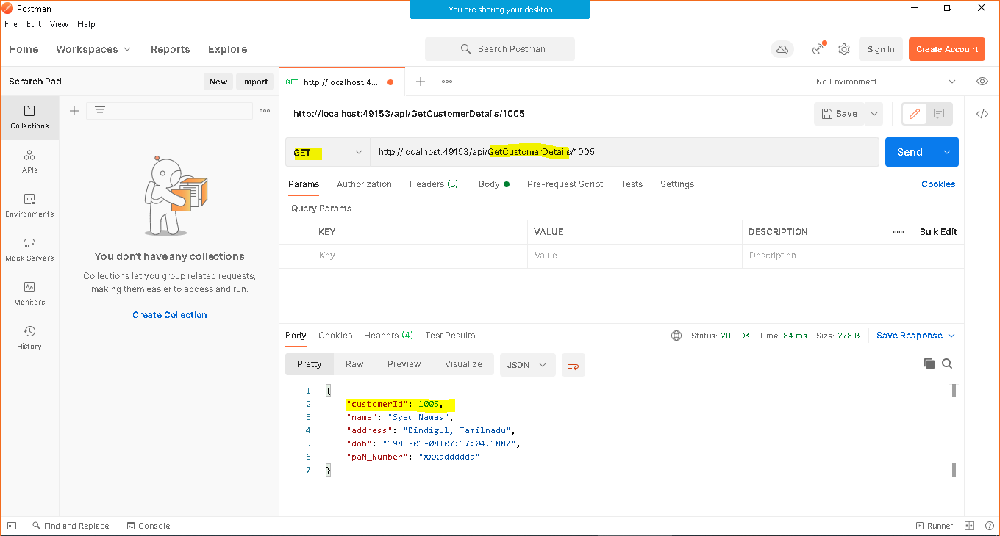 Postman
You are sharing your desktop
File Edit View Help
Home Workspaces Reports Explore
Search Postman
Sign In
Create Account
Scratch Pad
New
Import
GET http://localhost:4...
No Environment
Collections
APIs
Environments
Mock Servers
Monitors
History
You don't have any collections
Collections let you group related requests,
making them easier to access and run.
Create Collection
http://localhost:49153/api/GetCustomerDetails/1005
Save
GET
http://localhost:49153/api/GetCustomerDetails/1005
Send
Params Authorization Headers (8) Body Pre-request Script Tests Settings
Cookies
Query Params
KEY VALUE DESCRIPTION
Bulk Edit
Key Value Description
Body Cookies Headers (4) Test Results
Status: 200 OK Time: 84 ms Size: 278 B
Save Response
Pretty Raw Preview Visualize
JSON
1 {
2 "customerId": 1005,
3 "name": "Syed Nawas",
4 "address": "Dindigul, Tamilnadu",
5 "dob": "1983-01-08T07:17:04.188Z",
6 "paN_Number": "xxxddddddd"
7 }
Find and Replace
Console
Runner